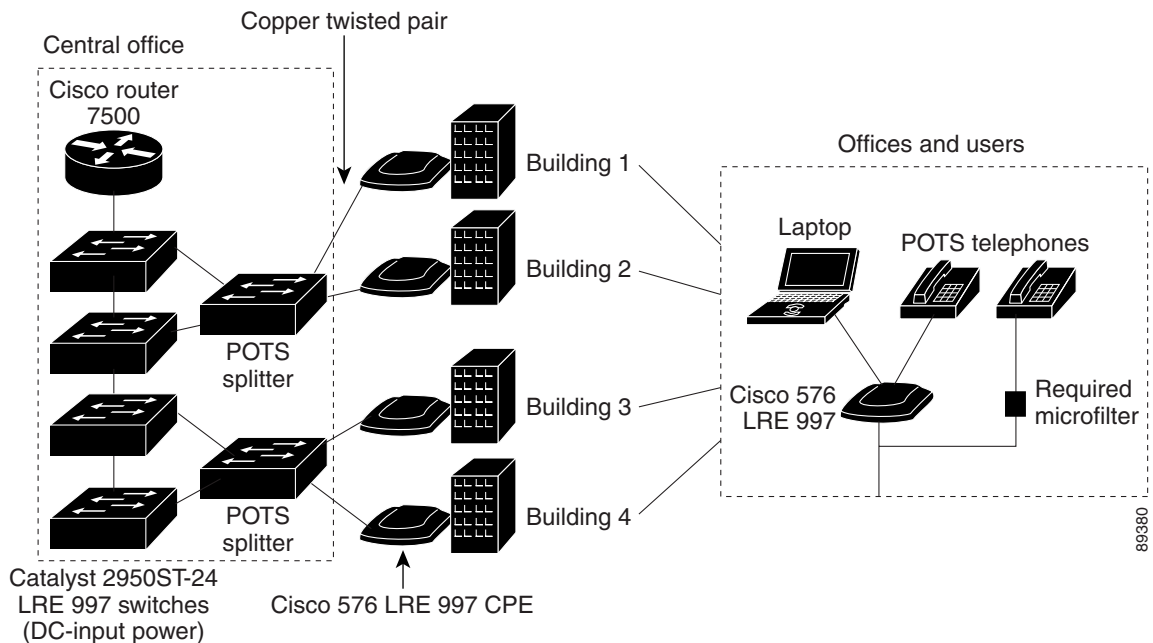 Copper twisted pair
Central office
Cisco router
7500
Building 1
Building 2
Building 3
Building 4
POTS
splitter
POTS
splitter
Catalyst 2950ST-24
LRE 997 switches
(DC-input power)
Cisco 576 LRE 997 CPE
Offices and users
Laptop
POTS telephones
Cisco 576
LRE 997
Required
microfilter
89380